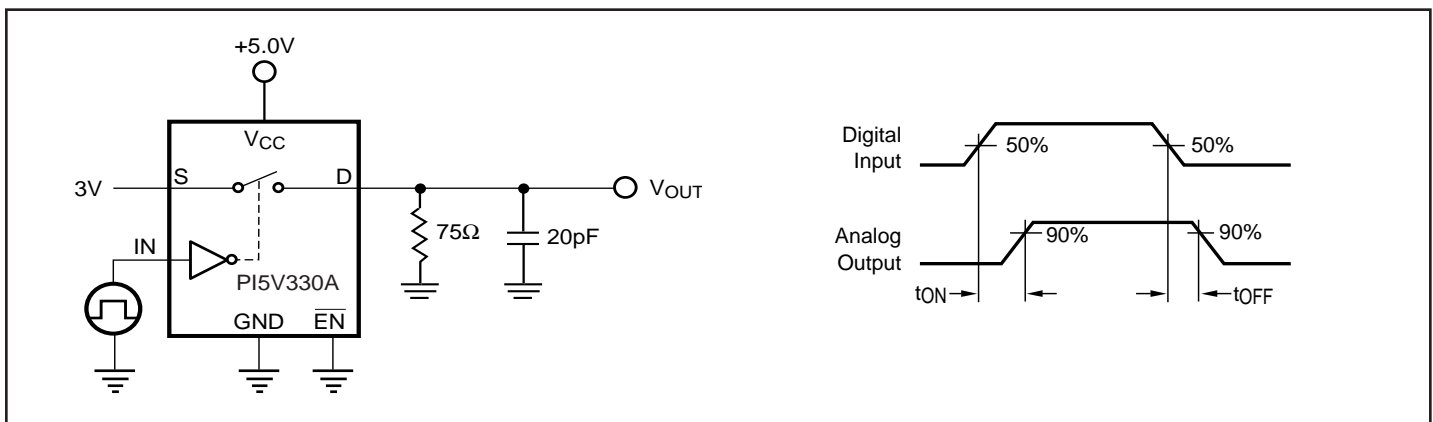 +5.0V
VCC
S
D
3V
VOUT
75Ω
20pF
IN
PI5V330A
GND
EN
Digital
Input
50%
50%
Analog
Output
90%
90%
tON
tOFF